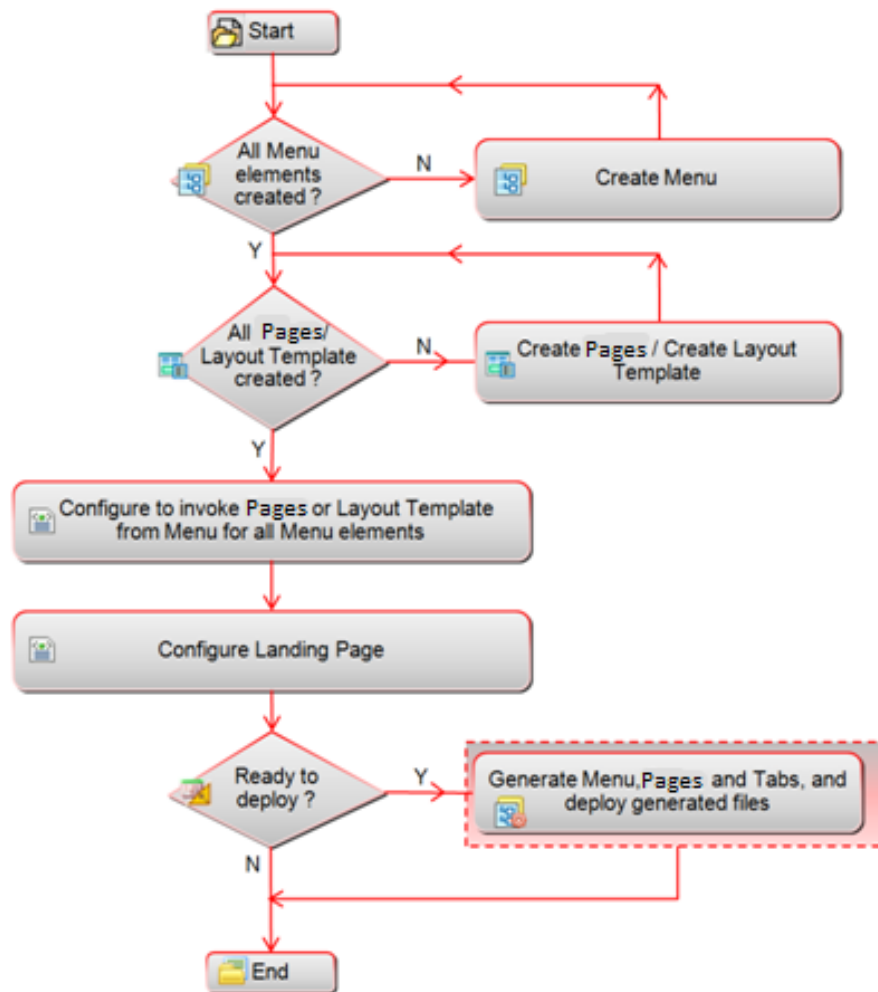 Start
All Menu
elements
created ?
N
Create Menu
Y
All Pages/
Layout Template
created ?
N
Create Pages / Create Layout
Template
Y
Configure to invoke Pages or Layout Template
from Menu for all Menu elements
Configure Landing Page
Ready to
deploy ?
Y
Generate Menu,Pages and Tabs, and
deploy generated files
N
End